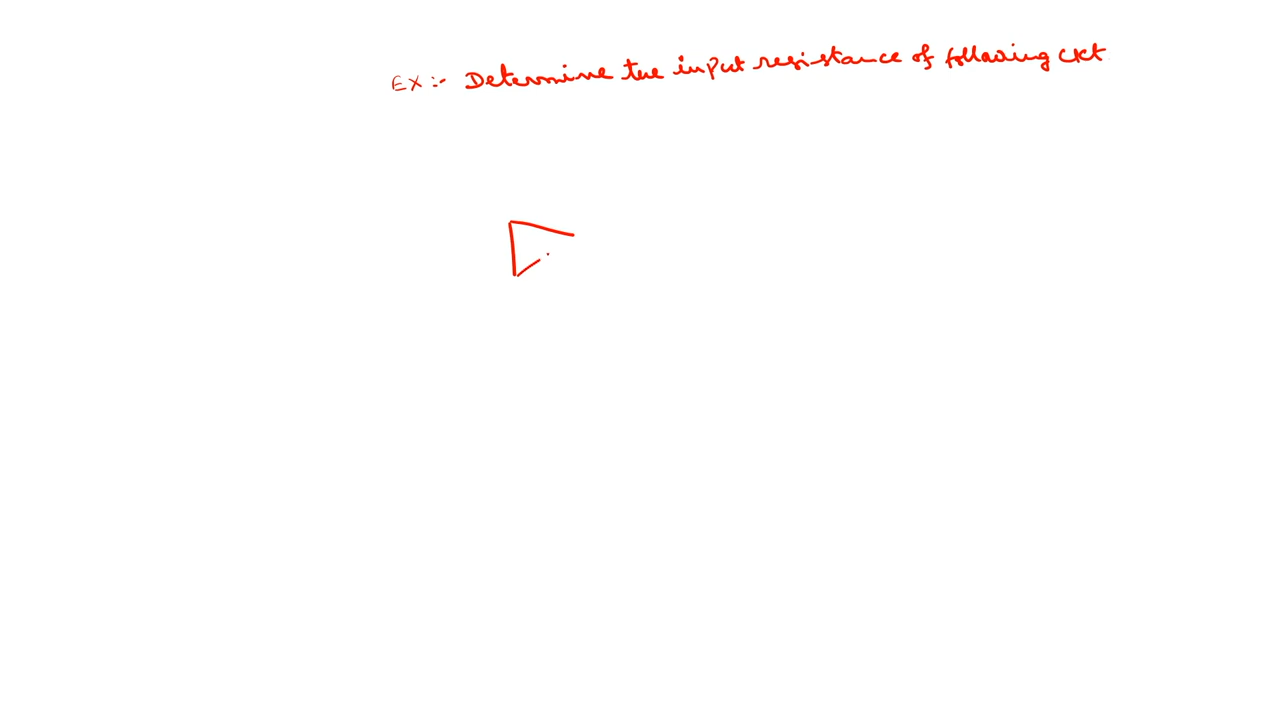 EX :- Determine the input resistance of following ckt